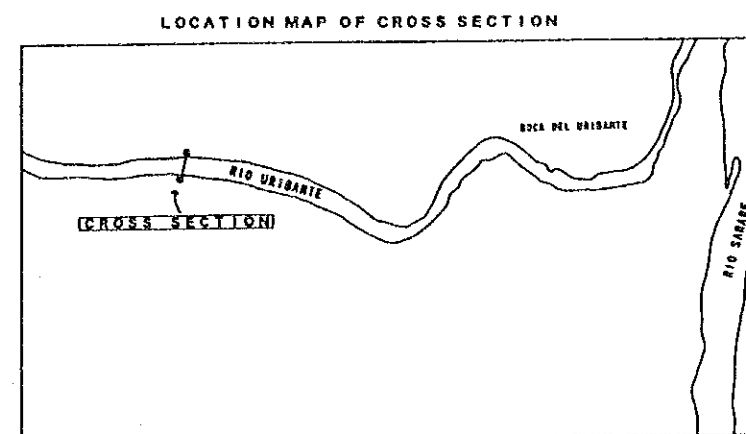 LOCATION MAP OF CROSS SECTION
BOCA DEL URIBANTE
RIO URIBANTE
CROSS SECTION
RIO SARARE